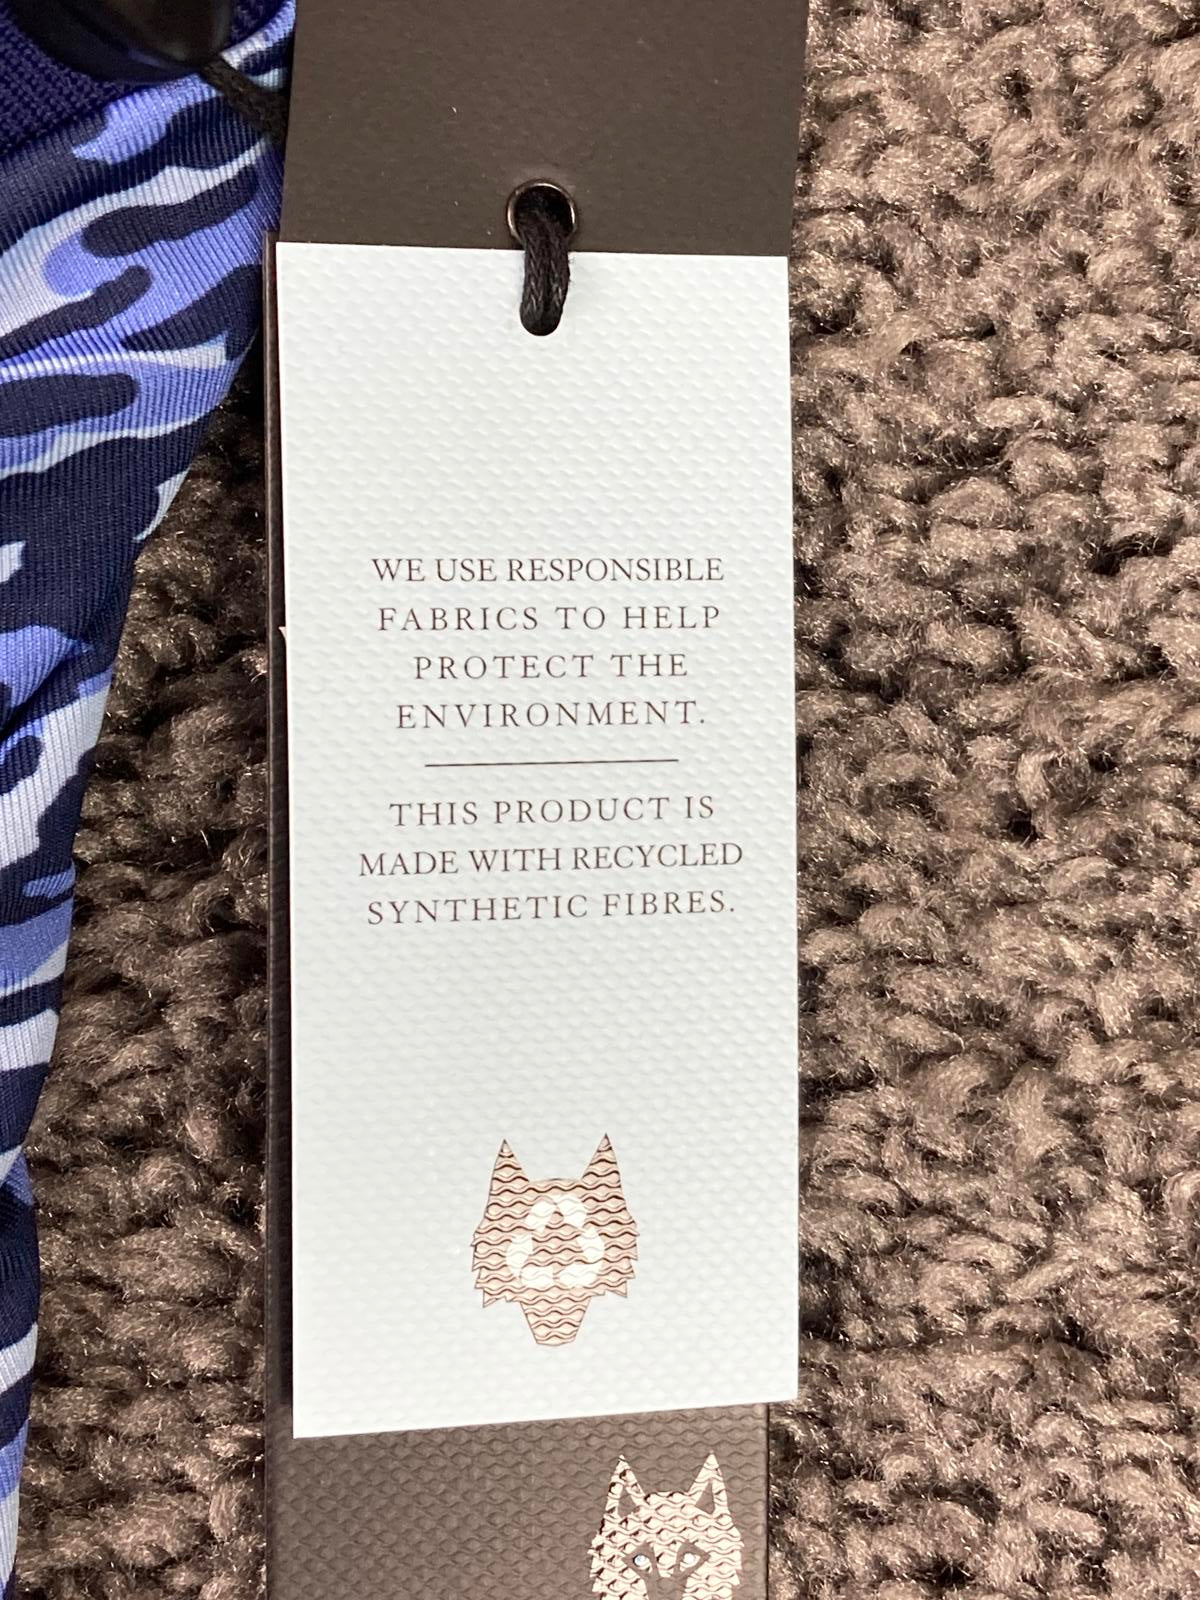 WE USE RESPONSIBLE
FABRICS TO HELP
PROTECT THE
ENVIRONMENT.
THIS PRODUCT IS
MADE WITH RECYCLED
SYNTHETIC FIBRES.